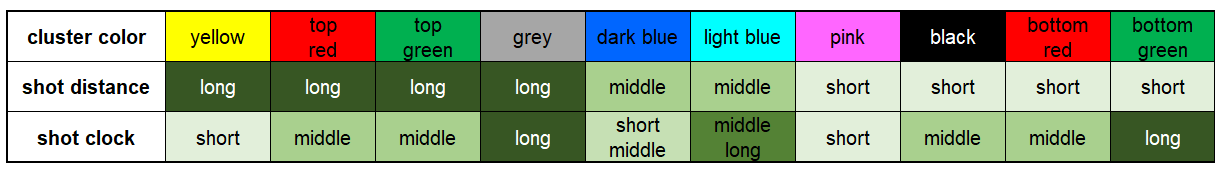 cluster color yellow top red top green grey dark blue light blue pink black bottom red bottom green
shot distance long long long long middle middle short short short short
shot clock short middle middle long short middle middle long short middle middle long